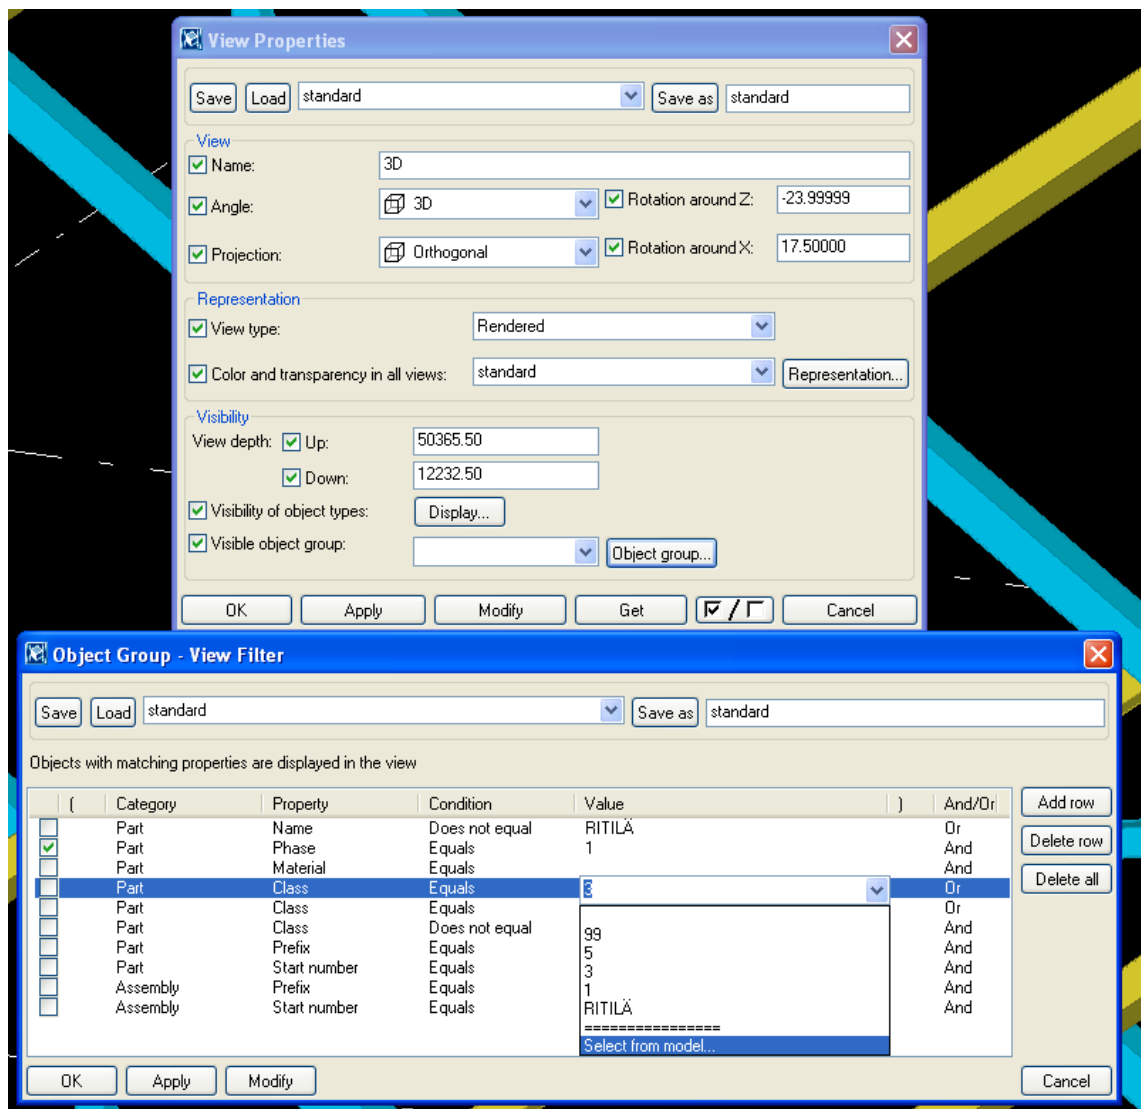 View Properties
Save Load standard Save as standard
View
Name: 3D
Angle: 3D Rotation around Z: -23.99999
Projection: Orthogonal Rotation around X: 17.50000
Representation
View type: Rendered
Color and transparency in all views: standard Representation...
Visibility
View depth: Up: 50365.50
Down: 12232.50
Visibility of object types: Display...
Visible object group: Object group...
OK Apply Modify Get / Cancel
Object Group - View Filter
Save Load standard Save as standard
Objects with matching properties are displayed in the view
( Category Property Condition Value ) And/Or Add row
Part Name Does not equal RITILÄ Or
Part Phase Equals 1 And Delete row
Part Material Equals And
Part Class Equals 3 Or Delete all
Part Class Equals Or
Part Class Does not equal 99 And
Part Prefix Equals 5 And
Part Start number Equals 3 And
Assembly Prefix Equals 1 And
Assembly Start number Equals RITILÄ And
================
Select from model...
OK Apply Modify Cancel